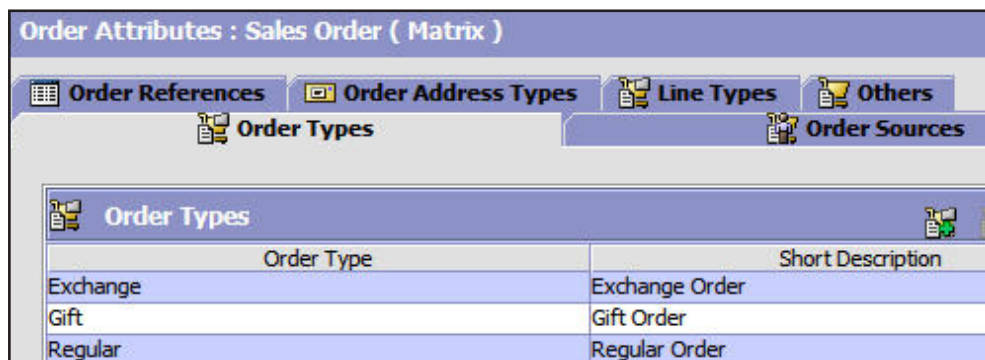 Order Attributes : Sales Order ( Matrix )
Order References Order Address Types Line Types Others
Order Types Order Sources
Order Types
Order Type Short Description
Exchange Exchange Order
Gift Gift Order
Regular Regular Order